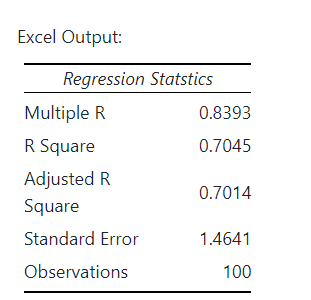 Excel Output:
Regression Statstics
Multiple R 0.8393
R Square 0.7045
Adjusted R
Square 0.7014
Standard Error 1.4641
Observations 100